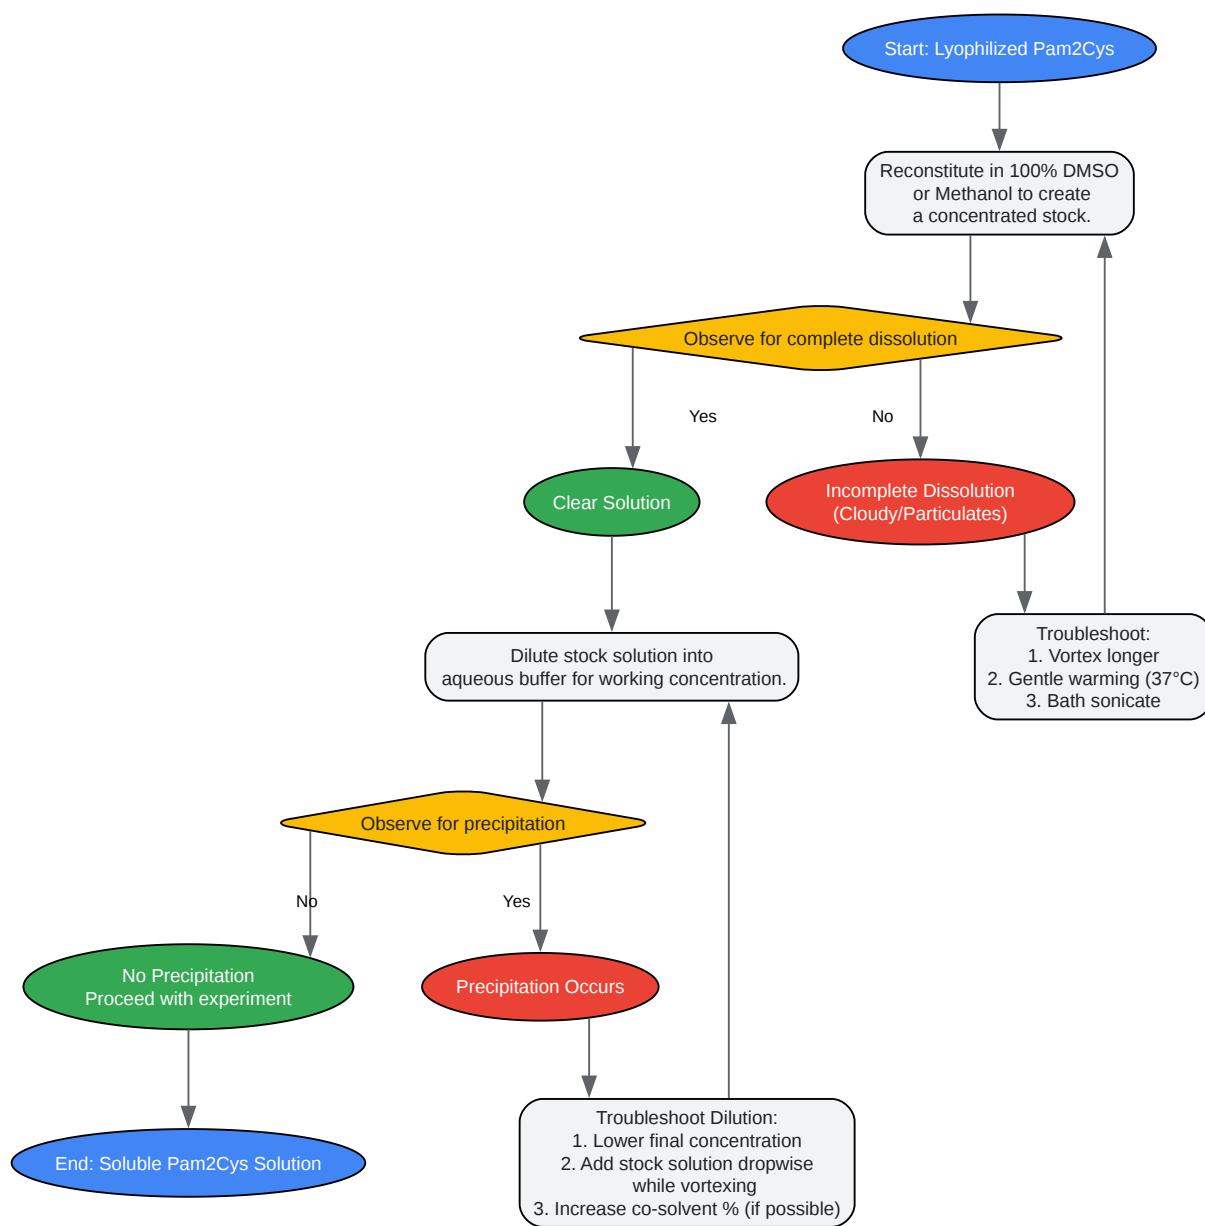 Start: Lyophilized Pam2Cys
Reconstitute in 100% DMSO
or Methanol to create
a concentrated stock.
Observe for complete dissolution
Yes
No
Clear Solution
Incomplete Dissolution
(Cloudy/Particulates)
Troubleshoot:
1. Vortex longer
2. Gentle warming (37°C)
3. Bath sonicate
Dilute stock solution into
aqueous buffer for working concentration.
Observe for precipitation
No
Yes
No Precipitation
Proceed with experiment
Precipitation Occurs
Troubleshoot Dilution:
1. Lower final concentration
2. Add stock solution dropwise
while vortexing
3. Increase co-solvent % (if possible)
End: Soluble Pam2Cys Solution